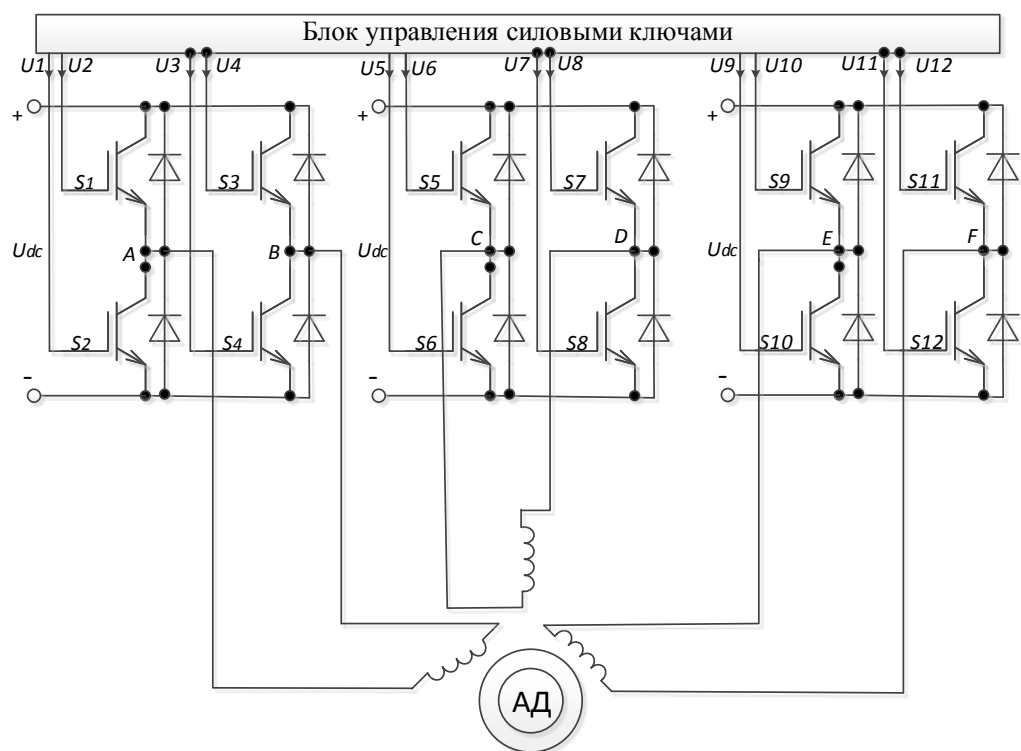 Блок управления силовыми ключами
U1 U2 U3 U4 U5 U6 U7 U8 U9 U10 U11 U12
+ + +
S1 S3 S5 S7 S9 S11
Udc A B Udc C D Udc E F
S2 S4 S6 S8 S10 S12
- - -
АД